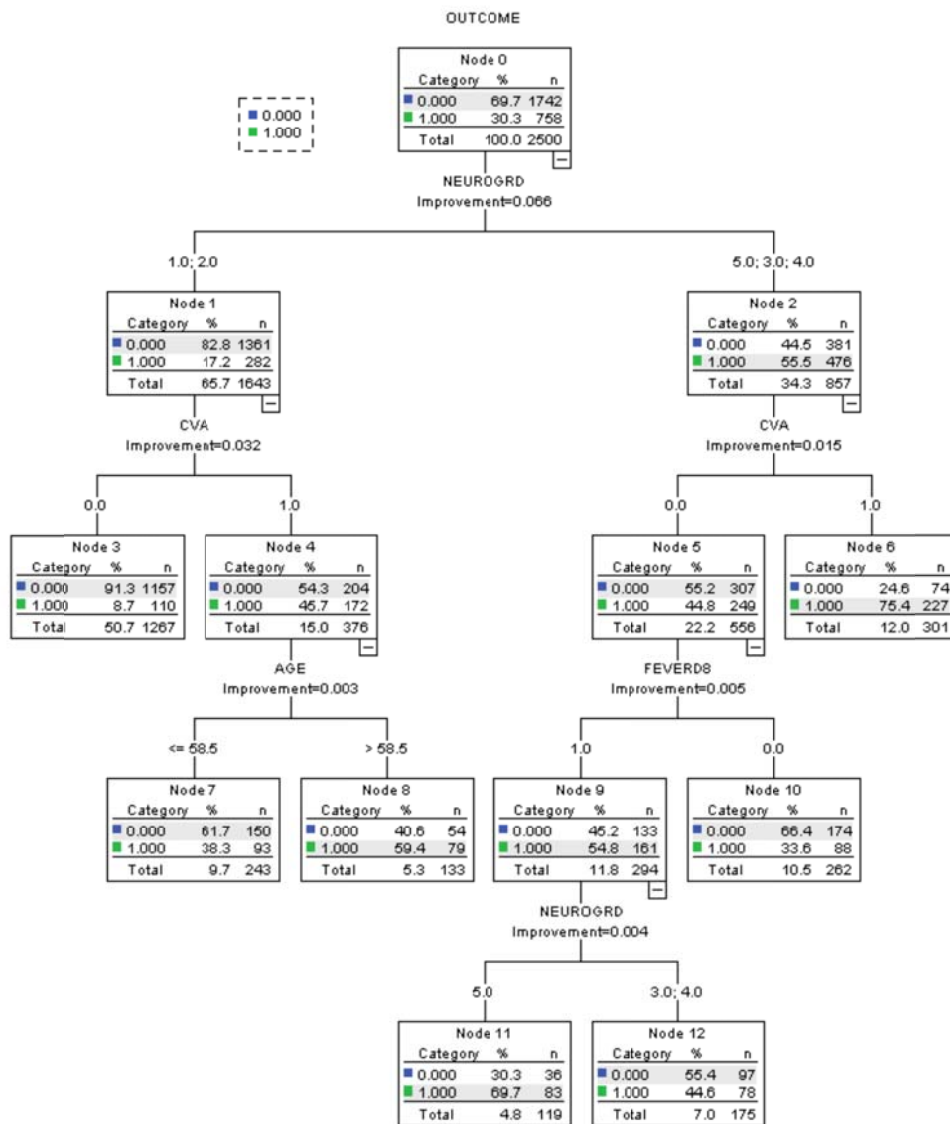 OUTCOME
0.000
1.000
Node 0
Category % n
0.000 69.7 1742
1.000 30.3 758
Total 100.0 2500
NEUROGRD
Improvement=0.066
1.0; 2.0
5.0; 3.0; 4.0
Node 1
Category % n
0.000 82.8 1361
1.000 17.2 282
Total 65.7 1643
Node 2
Category % n
0.000 44.5 381
1.000 55.5 476
Total 34.3 857
CVA
Improvement=0.032
CVA
Improvement=0.015
0.0
1.0
0.0
1.0
Node 3
Category % n
0.000 91.3 1157
1.000 8.7 110
Total 50.7 1267
Node 4
Category % n
0.000 54.3 204
1.000 45.7 172
Total 15.0 376
Node 5
Category % n
0.000 55.2 307
1.000 44.8 249
Total 22.2 556
Node 6
Category % n
0.000 24.6 74
1.000 75.4 227
Total 12.0 301
AGE
Improvement=0.003
FEVERD8
Improvement=0.005
<= 58.5
> 58.5
1.0
0.0
Node 7
Category % n
0.000 61.7 150
1.000 38.3 93
Total 9.7 243
Node 8
Category % n
0.000 40.6 54
1.000 59.4 79
Total 5.3 133
Node 9
Category % n
0.000 45.2 133
1.000 54.8 161
Total 11.8 294
Node 10
Category % n
0.000 66.4 174
1.000 33.6 88
Total 10.5 262
NEUROGRD
Improvement=0.004
5.0
3.0; 4.0
Node 11
Category % n
0.000 30.3 36
1.000 69.7 83
Total 4.8 119
Node 12
Category % n
0.000 55.4 97
1.000 44.6 78
Total 7.0 175